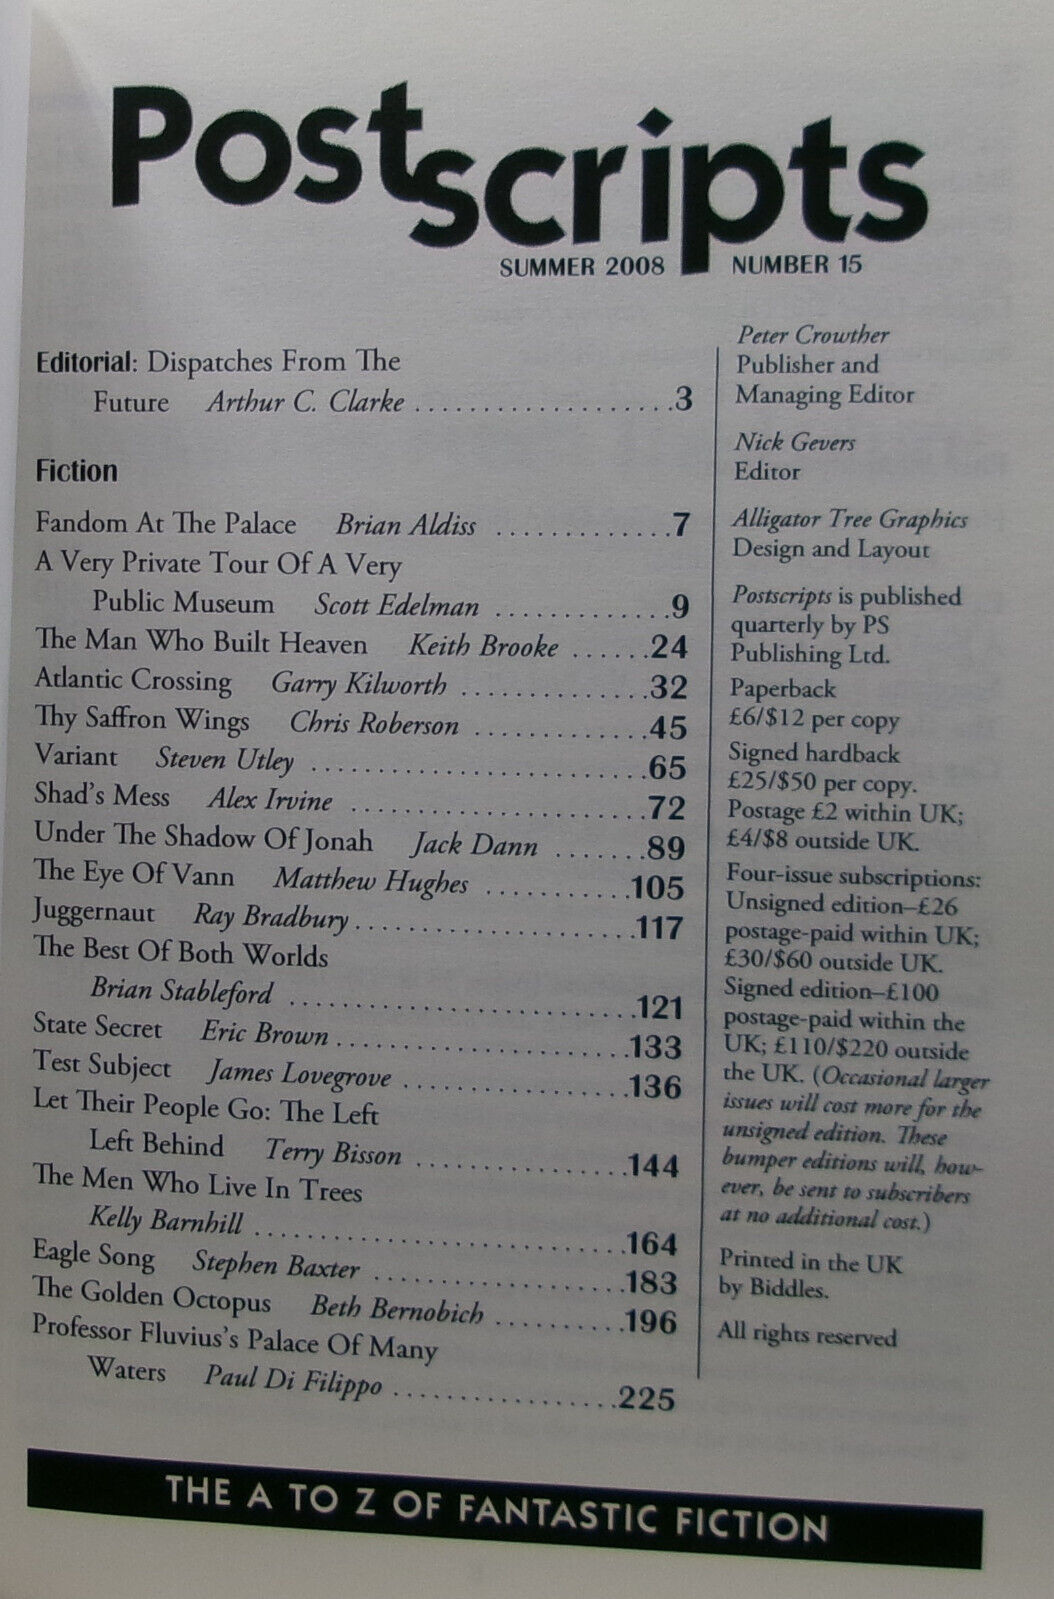 Postscripts
SUMMER 2008 NUMBER 15
Editorial: Dispatches From The
Future Arthur C. Clarke ....................3
Fiction
Fandom At The Palace Brian Aldiss .............7
A Very Private Tour Of A Very
Public Museum Scott Edelman .............9
The Man Who Built Heaven Keith Brooke ......24
Atlantic Crossing Garry Kilworth ..............32
Thy Saffron Wings Chris Roberson .............45
Variant Steven Utley .........................65
Shad's Mess Alex Irvine ......................72
Under The Shadow Of Jonah Jack Dann .......89
The Eye Of Vann Matthew Hughes ...........105
Juggernaut Ray Bradbury .....................117
The Best Of Both Worlds
Brian Stableford ..........................121
State Secret Eric Brown ......................133
Test Subject James Lovegrove .................136
Let Their People Go: The Left
Left Behind Terry Bisson ................144
The Men Who Live In Trees
Kelly Barnhill ............................164
Eagle Song Stephen Baxter ...................183
The Golden Octopus Beth Bernobich ..........196
Professor Fluvius's Palace Of Many
Waters Paul Di Filippo .................225
Peter Crowther
Publisher and
Managing Editor
Nick Gevers
Editor
Alligator Tree Graphics
Design and Layout
Postscripts is published
quarterly by PS
Publishing Ltd.
Paperback
£6/$12 per copy
Signed hardback
£25/$50 per copy.
Postage £2 within UK;
£4/$8 outside UK.
Four-issue subscriptions:
Unsigned edition–£26
postage-paid within UK;
£30/$60 outside UK.
Signed edition–£100
postage-paid within the
UK; £110/$220 outside
the UK. (Occasional larger
issues will cost more for the
unsigned edition. These
bumper editions will, how-
ever, be sent to subscribers
at no additional cost.)
Printed in the UK
by Biddles.
All rights reserved
THE A TO Z OF FANTASTIC FICTION